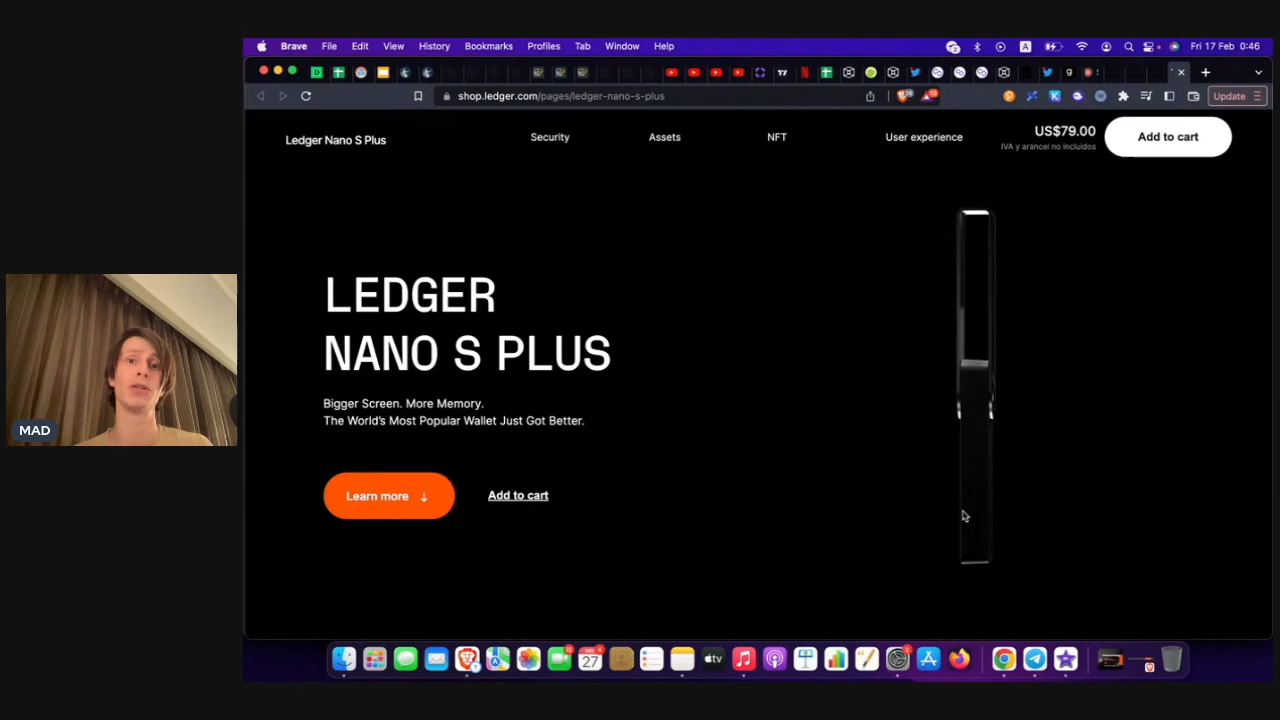 Brave File Edit View History Bookmarks Profiles Tab Window Help
A
Fri 17 Feb 0:46
shop.ledger.com/pages/ledger-nano-s-plus
Update
Ledger Nano S Plus
Security
Assets
NFT
User experience
US$79.00
IVA y arancel no incluidos
Add to cart
LEDGER
NANO S PLUS
Bigger Screen. More Memory.
The World's Most Popular Wallet Just Got Better.
Learn more ↓
Add to cart
MAD
27
tv